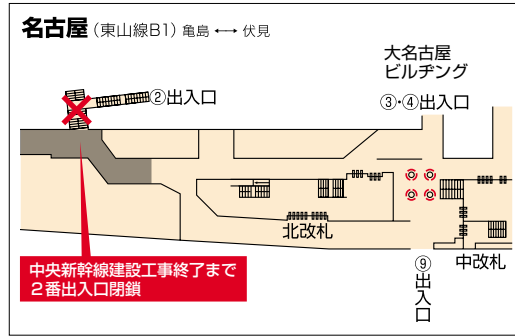 名古屋(東山線B1) 亀島 ⟷ 伏見
大名古屋
ビルヂング
②出入口
③・④出入口
北改札
中央新幹線建設工事終了まで
2番出入口閉鎖
⑨出入口
中改札